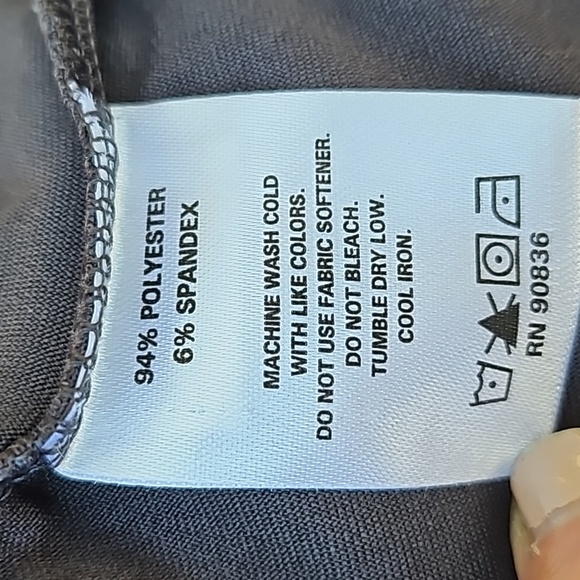 94% POLYESTER
6% SPANDEX
MACHINE WASH COLD
WITH LIKE COLORS.
DO NOT USE FABRIC SOFTENER.
DO NOT BLEACH.
TUMBLE DRY LOW.
COOL IRON.
RN 90836